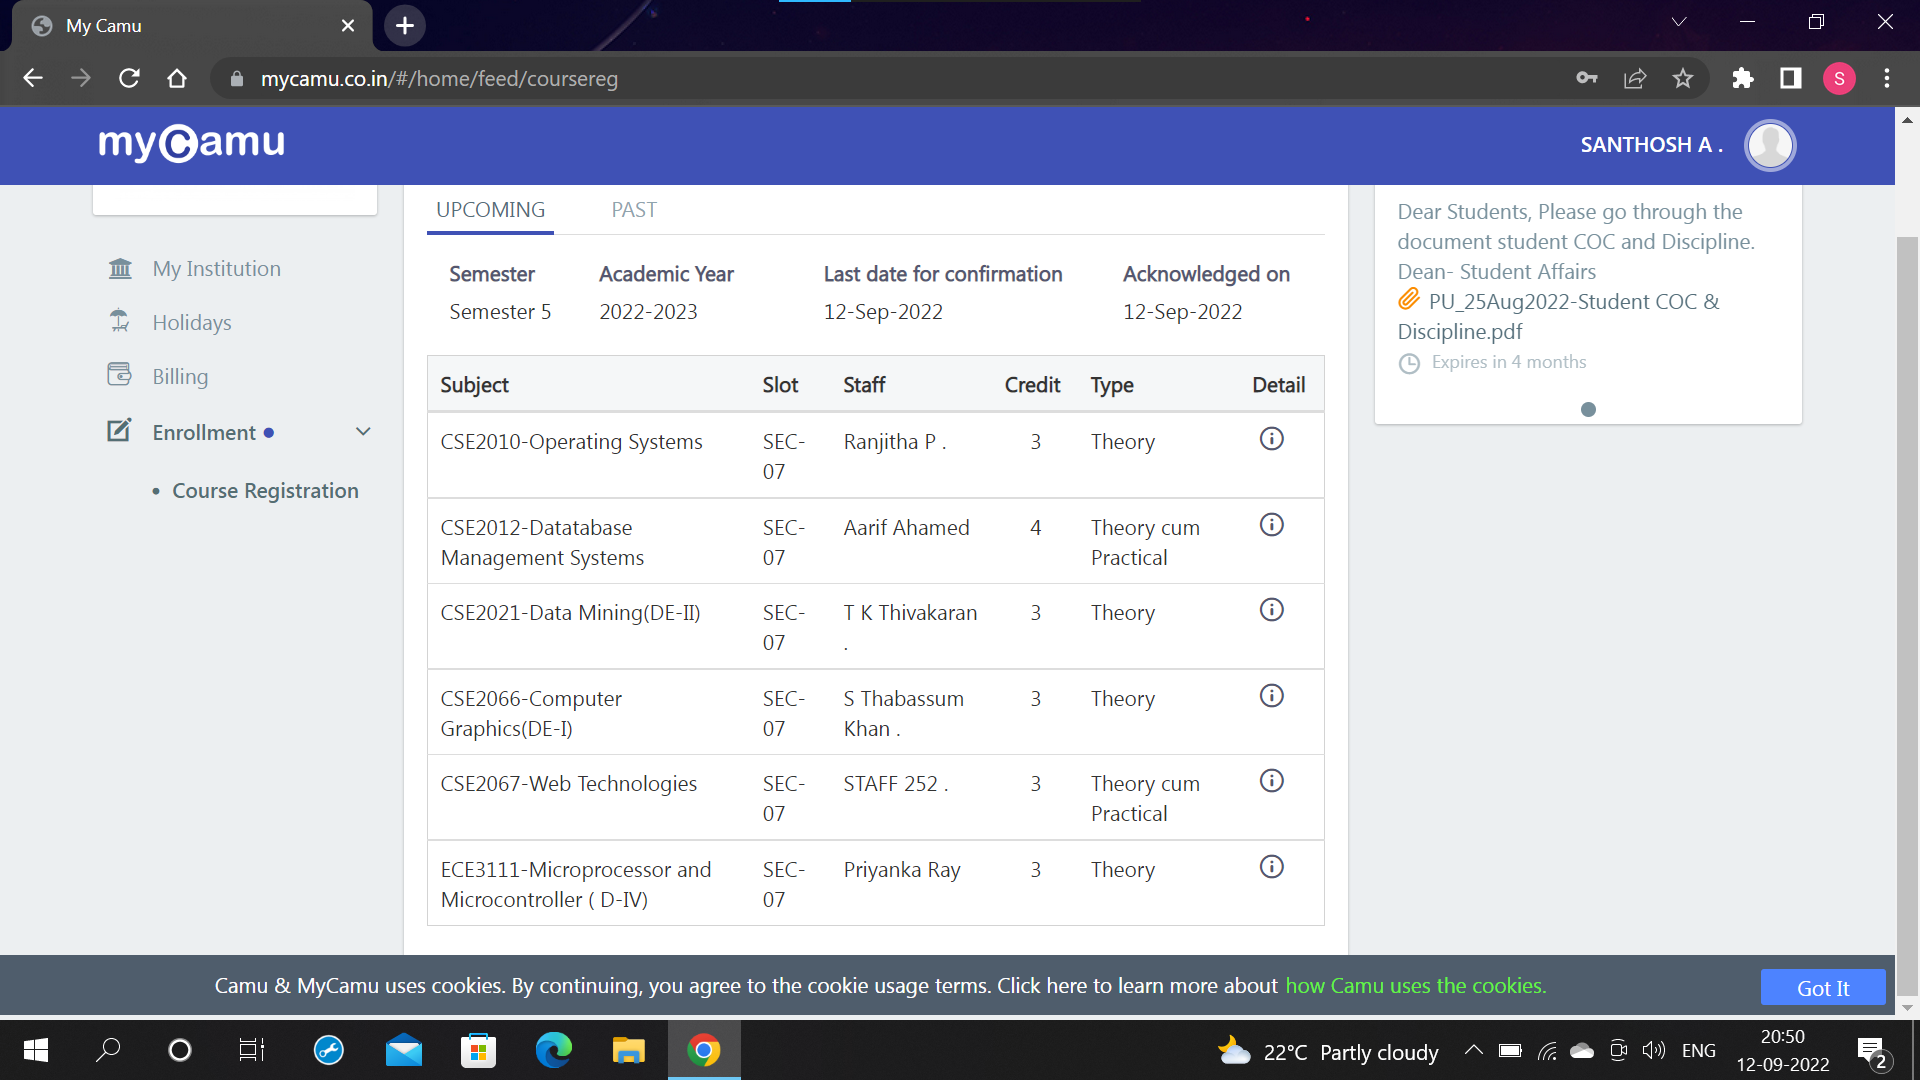 My Camu
mycamu.co.in/#/home/feed/coursereg
S
myCamu
SANTHOSH A .
UPCOMING PAST
My Institution
Holidays
Billing
Enrollment
• Course Registration
Semester Academic Year Last date for confirmation Acknowledged on
Semester 5 2022-2023 12-Sep-2022 12-Sep-2022
Subject Slot Staff Credit Type Detail
CSE2010-Operating Systems SEC- Ranjitha P . 3 Theory
07
CSE2012-Datatabase SEC- Aarif Ahamed 4 Theory cum
Management Systems 07 Practical
CSE2021-Data Mining(DE-II) SEC- T K Thivakaran 3 Theory
07 .
CSE2066-Computer SEC- S Thabassum 3 Theory
Graphics(DE-I) 07 Khan .
CSE2067-Web Technologies SEC- STAFF 252 . 3 Theory cum
07 Practical
ECE3111-Microprocessor and SEC- Priyanka Ray 3 Theory
Microcontroller ( D-IV) 07
Dear Students, Please go through the
document student COC and Discipline.
Dean- Student Affairs
PU_25Aug2022-Student COC &
Discipline.pdf
Expires in 4 months
Camu & MyCamu uses cookies. By continuing, you agree to the cookie usage terms. Click here to learn more about how Camu uses the cookies.
Got It
22°C Partly cloudy
ENG
20:50
12-09-2022
2